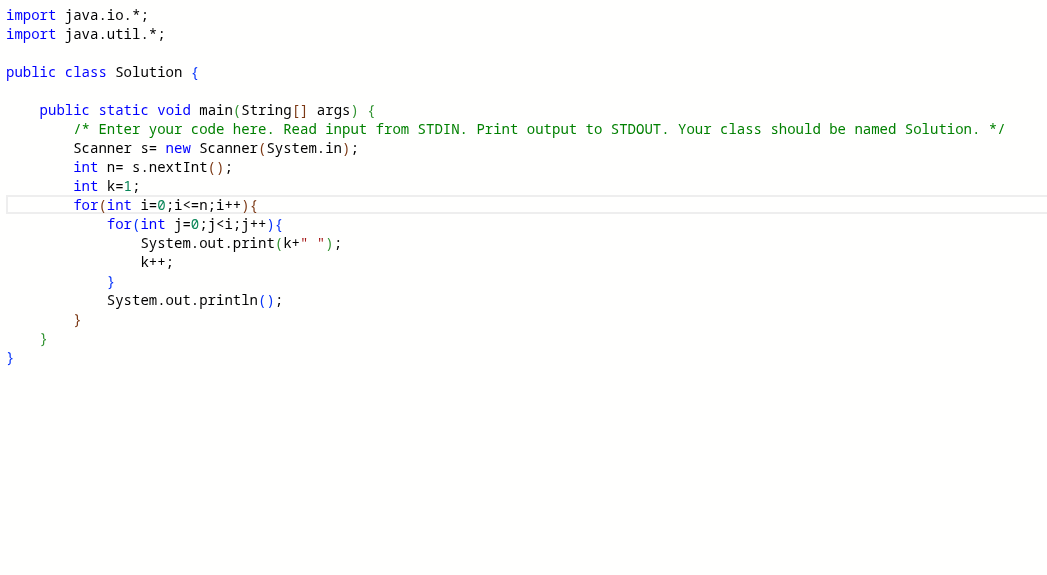 import java.io.*;
import java.util.*;

public class Solution {

    public static void main(String[] args) {
        /* Enter your code here. Read input from STDIN. Print output to STDOUT. Your class should be named Solution. */
        Scanner s= new Scanner(System.in);
        int n= s.nextInt();
        int k=1;
        for(int i=0;i<=n;i++){
            for(int j=0;j<i;j++){
                System.out.print(k+" ");
                k++;
            }
            System.out.println();
        }
    }
}